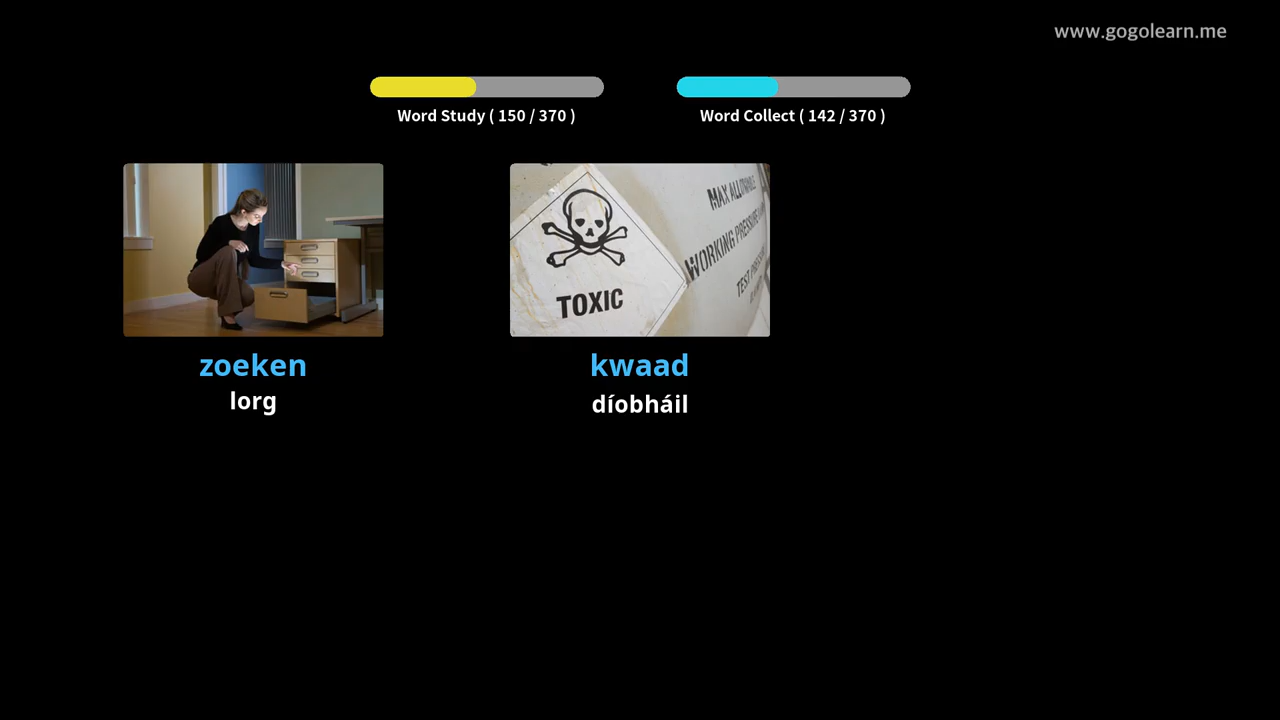 www.gogolearn.me
Word Study ( 150 / 370 )
Word Collect ( 142 / 370 )
TOXIC
MAX ALLOWABLE
WORKING PRESSURE
TEST
zoeken
kwaad
lorg
díobháil